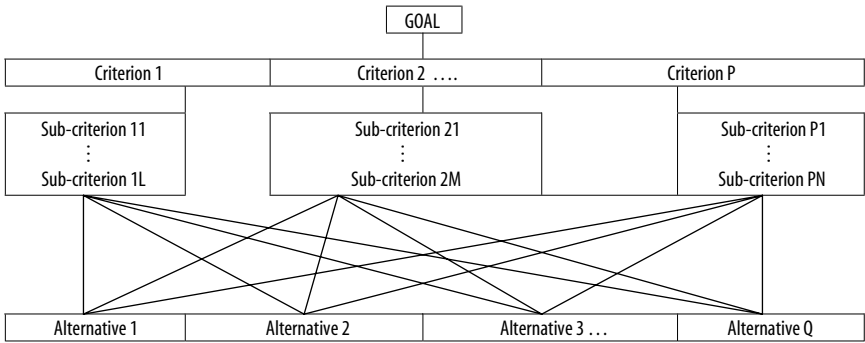 GOAL
Criterion 1 Criterion 2 .... Criterion P
Sub-criterion 11 Sub-criterion 21 Sub-criterion P1
⋮ ⋮ ⋮
Sub-criterion 1L Sub-criterion 2M Sub-criterion PN
Alternative 1 Alternative 2 Alternative 3 ... Alternative Q